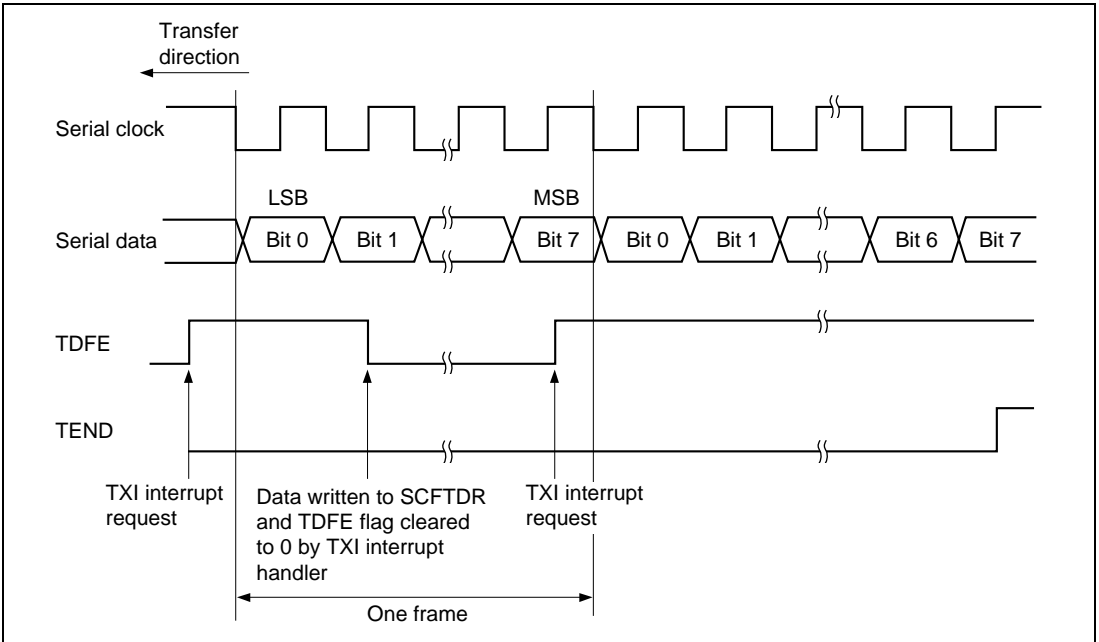 Transfer
direction
Serial clock
LSB
MSB
Serial data
Bit 0
Bit 1
Bit 7
Bit 0
Bit 1
Bit 6
Bit 7
TDFE
TEND
TXI interrupt
request
Data written to SCFTDR
and TDFE flag cleared
to 0 by TXI interrupt
handler
TXI interrupt
request
One frame